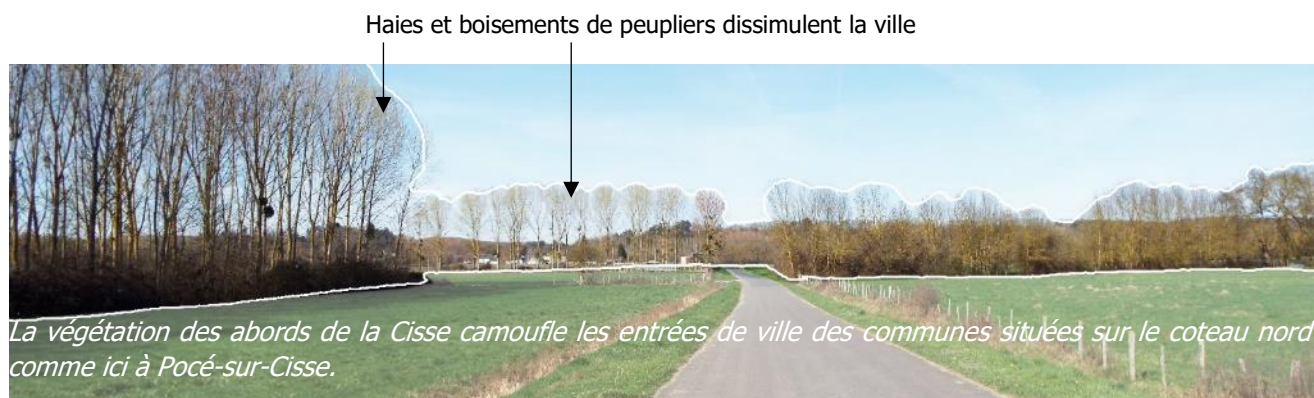 Haies et boisements de peupliers dissimulent la ville
La végétation des abords de la Cisse camoufle les entrées de ville des communes situées sur le coteau nord
comme ici à Pocé-sur-Cisse.